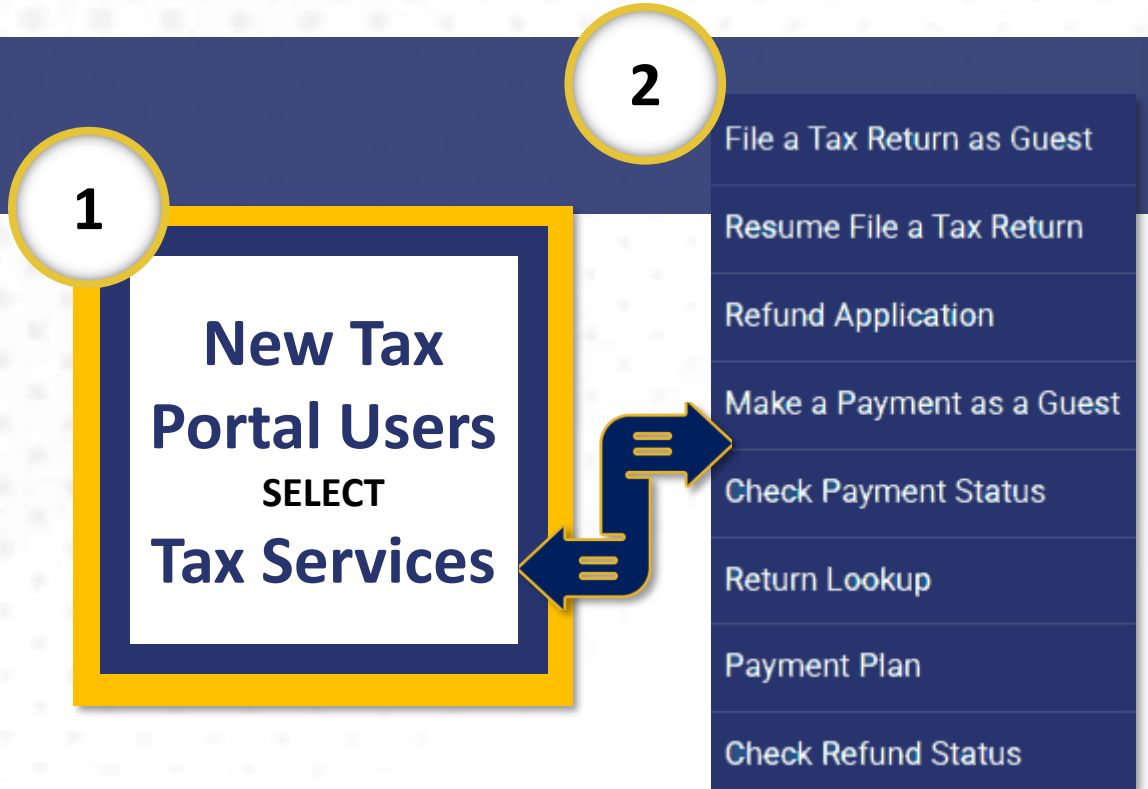 1
New Tax
Portal Users
SELECT
Tax Services
2
File a Tax Return as Guest
Resume File a Tax Return
Refund Application
Make a Payment as a Guest
Check Payment Status
Return Lookup
Payment Plan
Check Refund Status